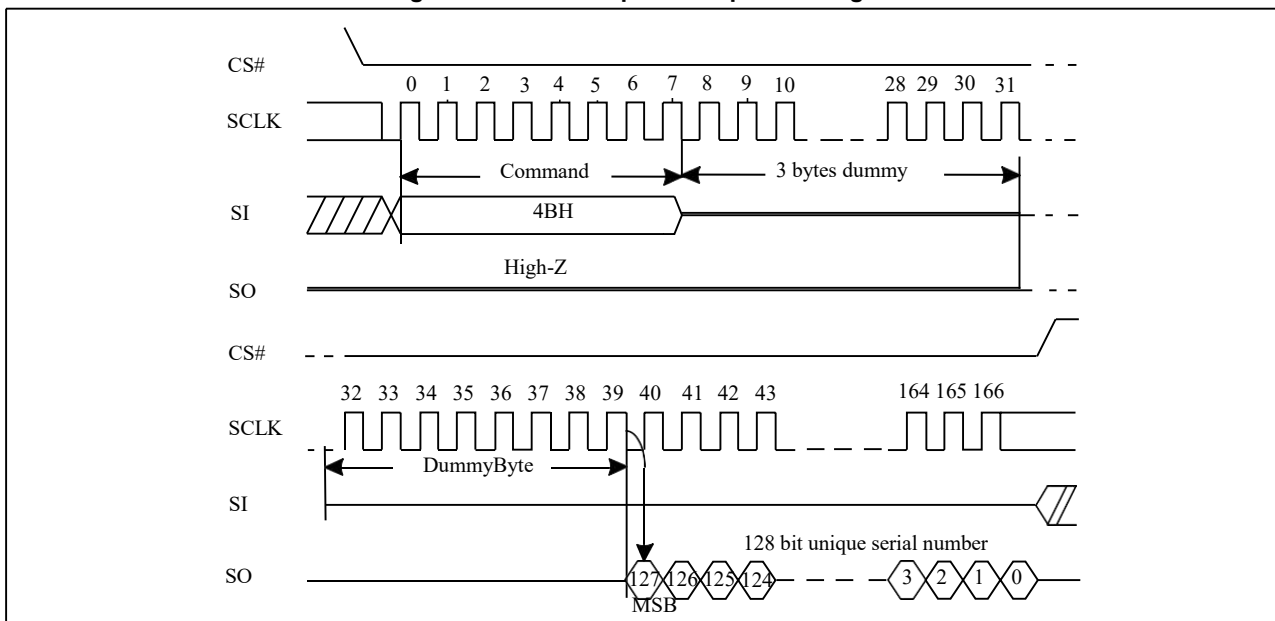 CS#
0 1 2 3 4 5 6 7 8 9 10 28 29 30 31
SCLK
Command 3 bytes dummy
SI 4BH
High-Z
SO
CS#
32 33 34 35 36 37 38 39 40 41 42 43 164 165 166
SCLK
DummyByte
SI
128 bit unique serial number
SO 127 126 125 124 3 2 1 0
MSB